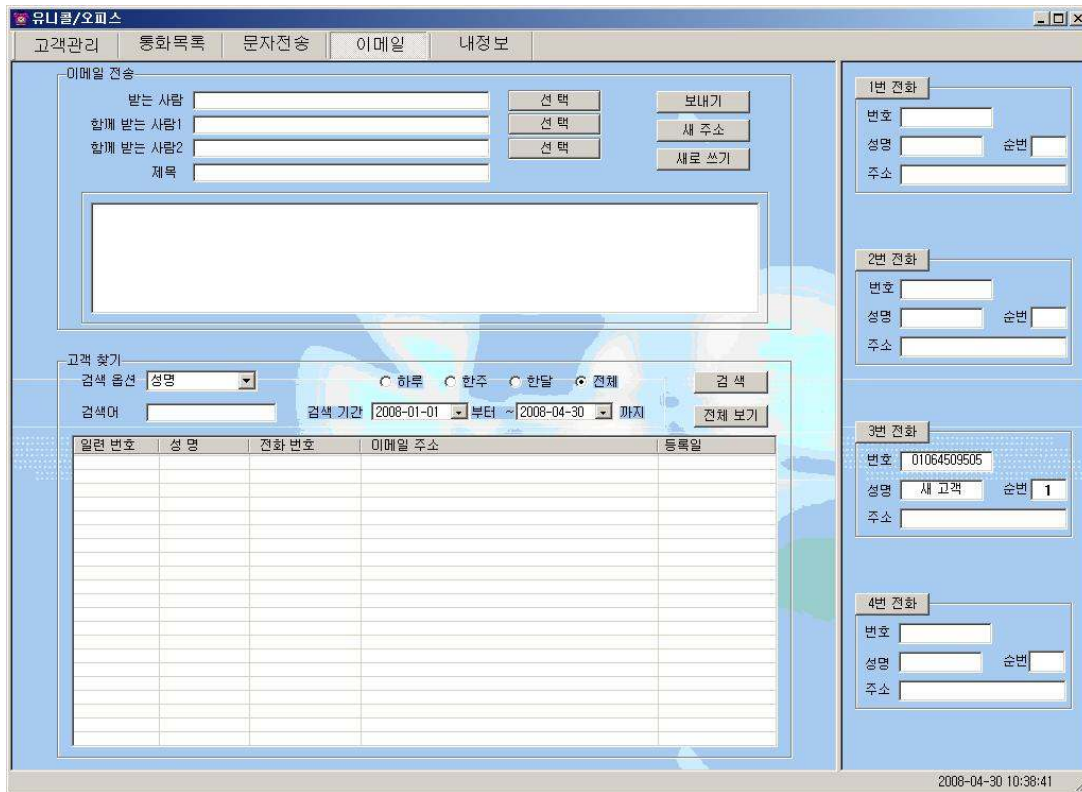 유니콜/오피스
고객관리 통화목록 문자전송 이메일 내정보
이메일 전송
받는 사람 선 택 보내기
함께 받는 사람1 선 택 새 주소
함께 받는 사람2 선 택 새로 쓰기
제목
고객 찾기
검색 옵션 성명 하루 한주 한달 전체 검 색
검색어 검색 기간 2008-01-01 부터 ~ 2008-04-30 까지 전체 보기
일련 번호 성 명 전화 번호 이메일 주소 등록일
1번 전화
번호
성명 순번
주소
2번 전화
번호
성명 순번
주소
3번 전화
번호 01064509505
성명 새 고객 순번 1
주소
4번 전화
번호
성명 순번
주소
2008-04-30 10:38:41